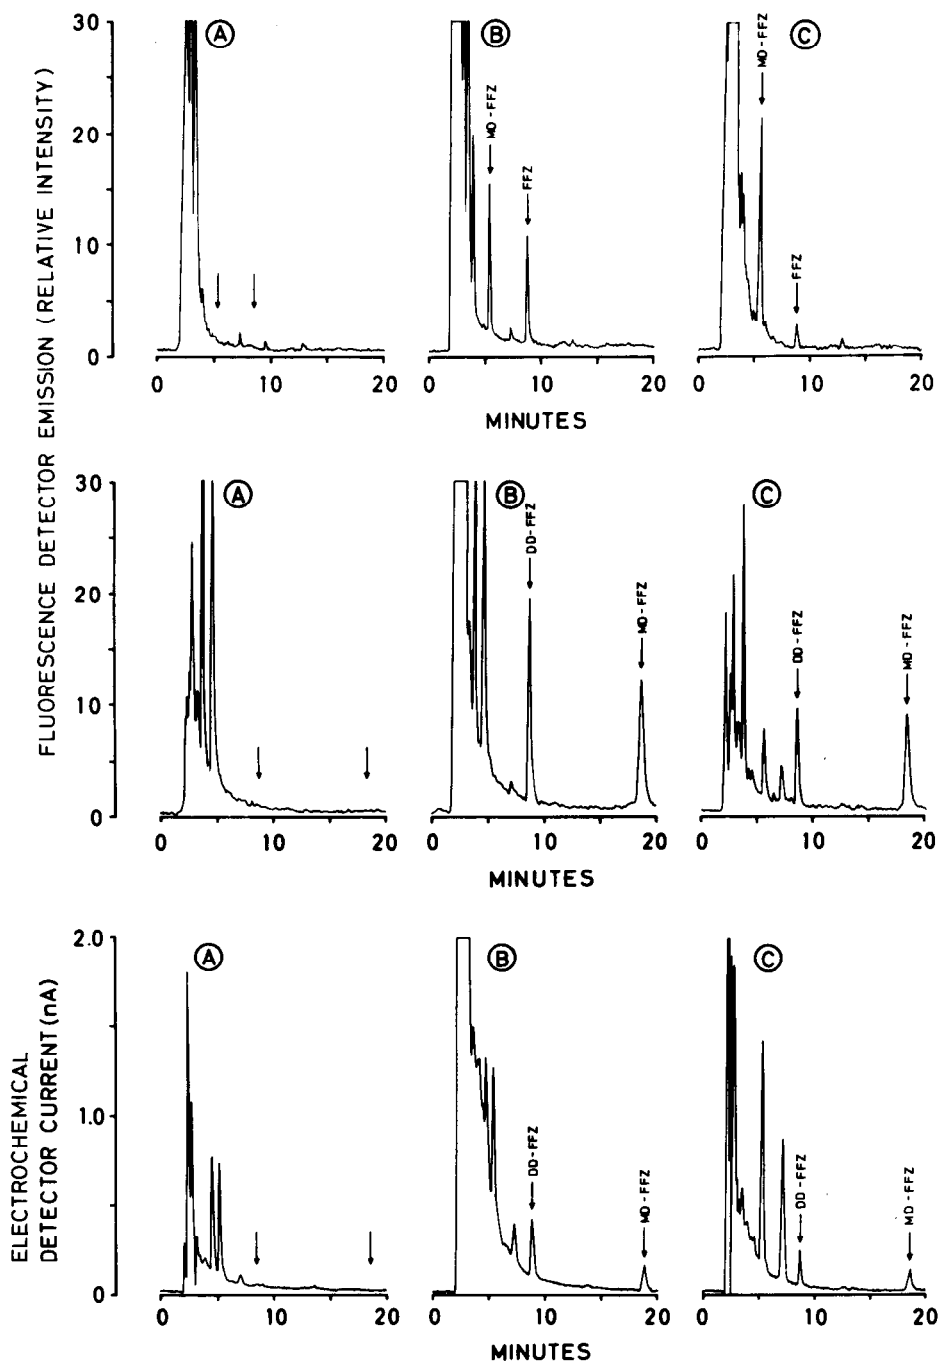 FLUORESCENCE DETECTOR EMISSION (RELATIVE INTENSITY)
30
20
10
0
A
0 10 20
B
MD-FFZ
FFZ
0 10 20
C
MD-FFZ
FFZ
0 10 20
MINUTES
30
20
10
0
A
0 10 20
B
DD-FFZ
MD-FFZ
0 10 20
C
DD-FFZ
MD-FFZ
0 10 20
MINUTES
ELECTROCHEMICAL
DETECTOR CURRENT (nA)
2.0
1.0
0
A
0 10 20
B
DD-FFZ
MD-FFZ
0 10 20
C
DD-FFZ
MD-FFZ
0 10 20
MINUTES